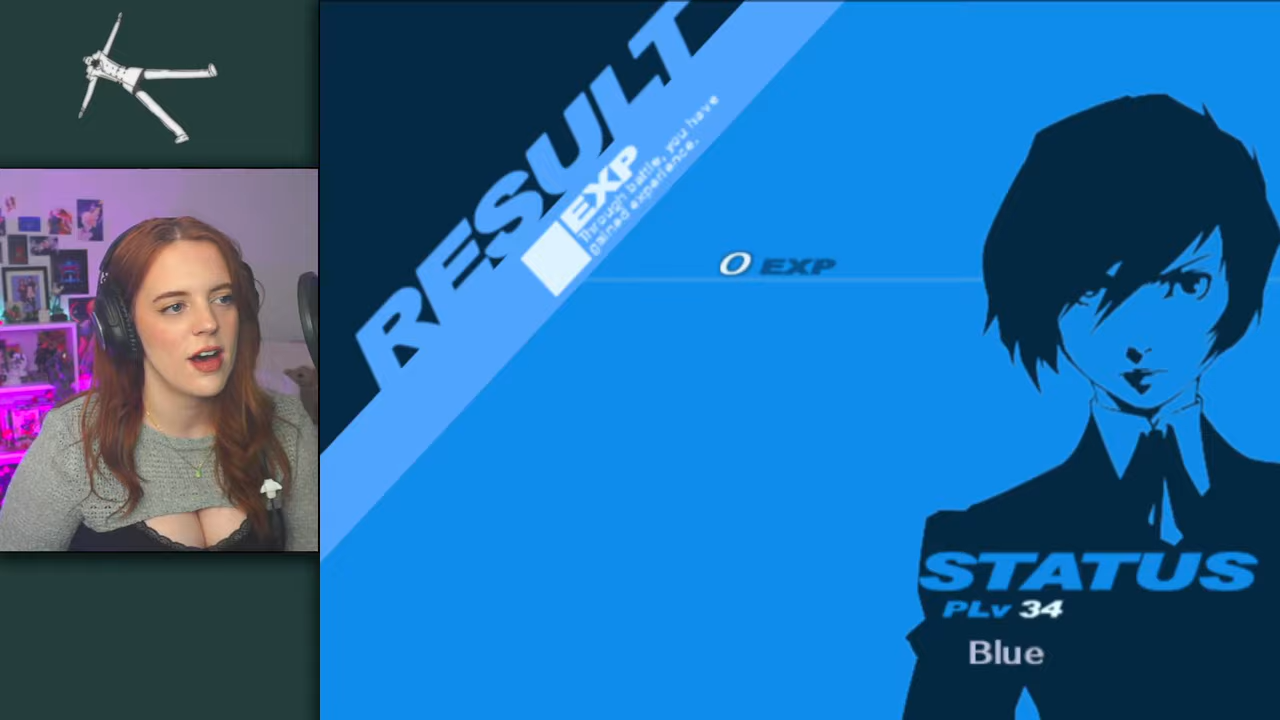 RESULT
EXP
Through battle, you have
gained experience.
0 EXP
STATUS
PLv 34
Blue